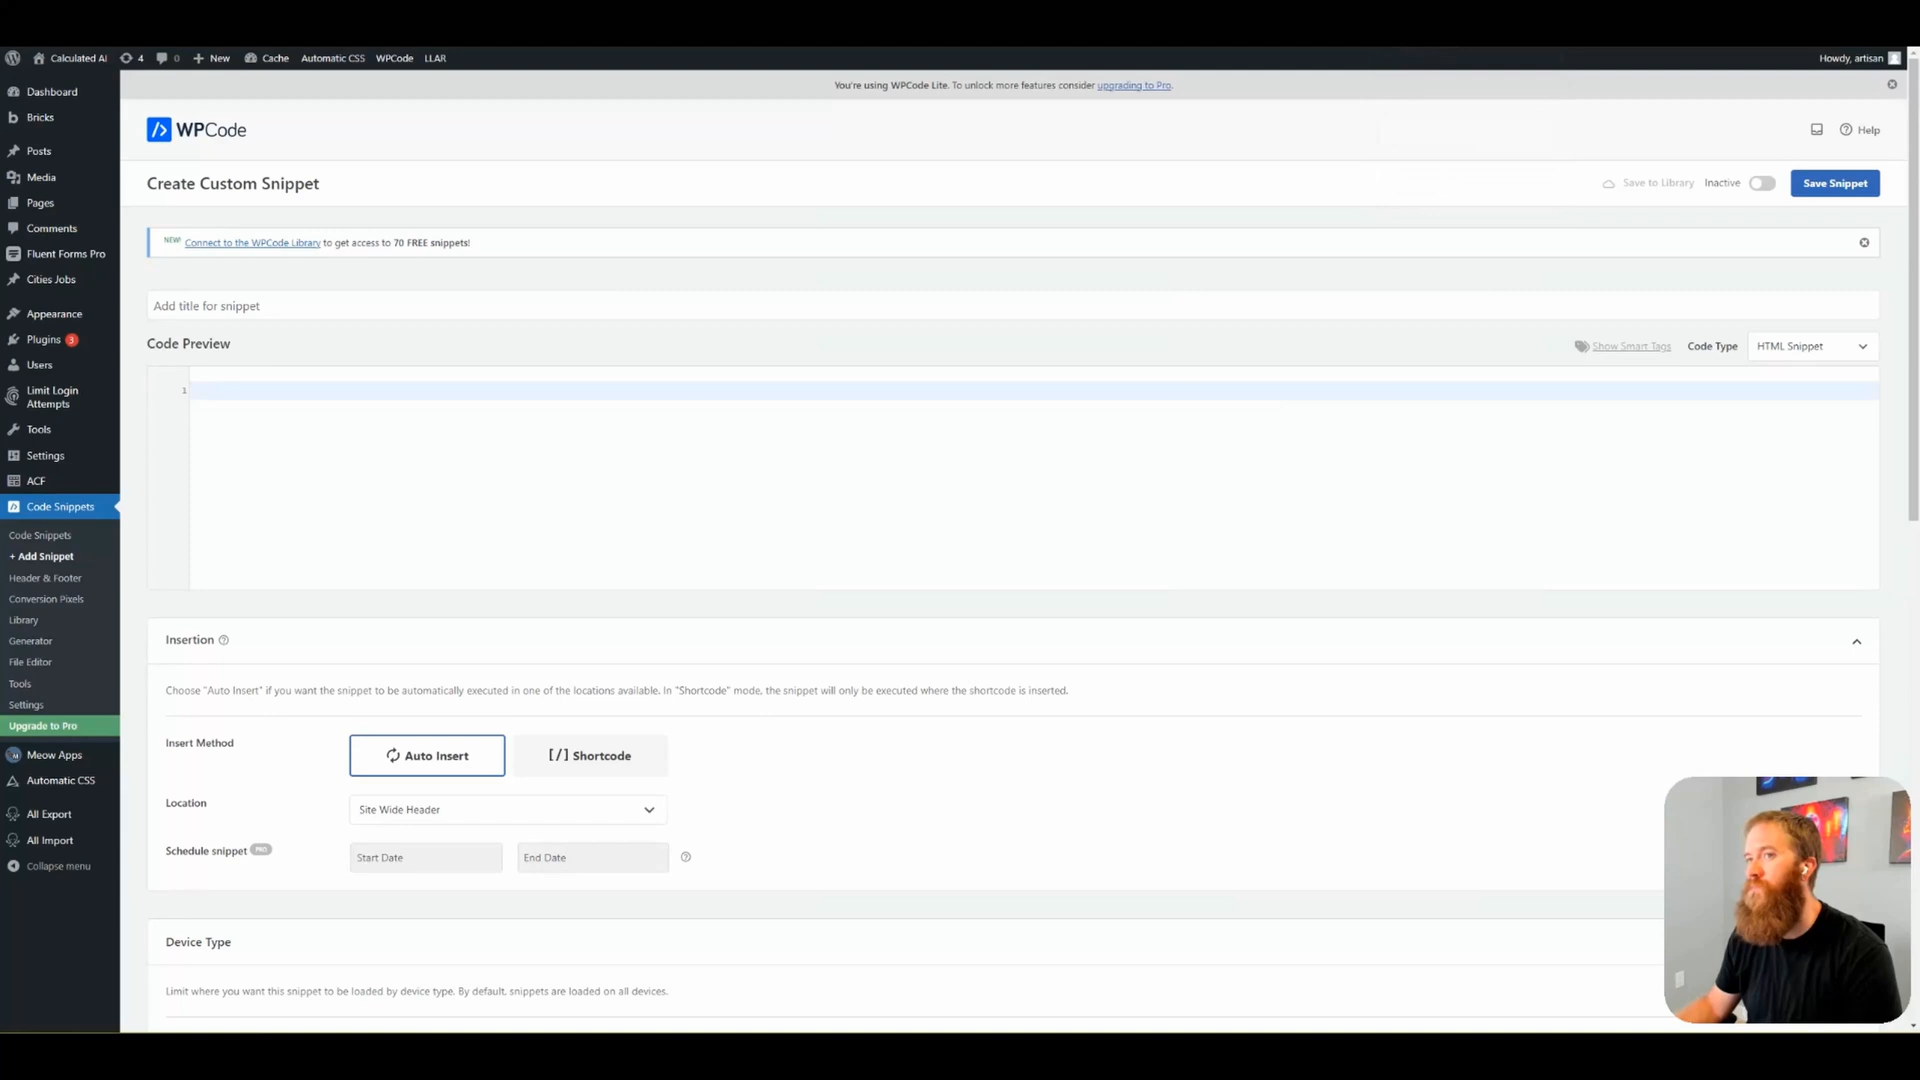 Calculated AI
4
0
New
Cache
Automatic CSS
WPCode
LLAR
Howdy, artisan
Dashboard
Bricks
Posts
Media
Pages
Comments
Fluent Forms Pro
Cities Jobs
Appearance
Plugins 3
Users
Limit Login
Attempts
Tools
Settings
ACF
Code Snippets
Code Snippets
+ Add Snippet
Header & Footer
Conversion Pixels
Library
Generator
File Editor
Tools
Settings
Upgrade to Pro
Meow Apps
Automatic CSS
All Export
All Import
Collapse menu
You're using WPCode Lite. To unlock more features consider upgrading to Pro.
WPCode
Help
Create Custom Snippet
Save to Library
Inactive
Save Snippet
NEW! Connect to the WPCode Library to get access to 70 FREE snippets!
Add title for snippet
Code Preview
Show Smart Tags
Code Type
HTML Snippet
1
Insertion
Choose "Auto Insert" if you want the snippet to be automatically executed in one of the locations available. In "Shortcode" mode, the snippet will only be executed where the shortcode is inserted.
Insert Method
Auto Insert
[/] Shortcode
Location
Site Wide Header
Schedule snippet PRO
Start Date
End Date
Device Type
Limit where you want this snippet to be loaded by device type. By default, snippets are loaded on all devices.